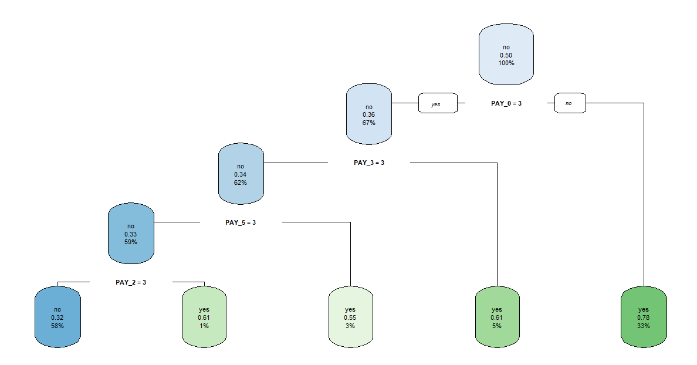 no
0.50
100%
yes
PAY_0 = 3
no
no
0.36
67%
PAY_3 = 3
no
0.34
62%
PAY_5 = 3
no
0.33
59%
PAY_2 = 3
no
0.32
58%
yes
0.61
1%
yes
0.55
3%
yes
0.61
5%
yes
0.78
33%